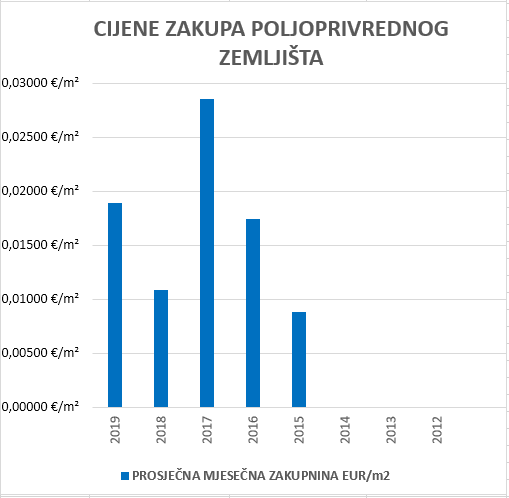 CIJENE ZAKUPA POLJOPRIVREDNOG
ZEMLJIŠTA
0,03000 €/m²
0,02500 €/m²
0,02000 €/m²
0,01500 €/m²
0,01000 €/m²
0,00500 €/m²
0,00000 €/m²
2019
2018
2017
2016
2015
2014
2013
2012
PROSJEČNA MJESEČNA ZAKUPNINA EUR/m2